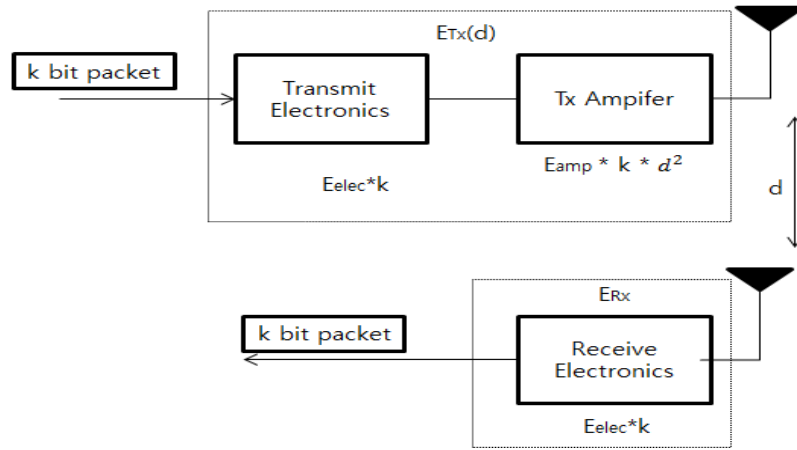 ETx(d)
k bit packet
Transmit
Electronics
Tx Ampifer
Eelec*k
Eamp * k * d²
d
ERx
k bit packet
Receive
Electronics
Eelec*k